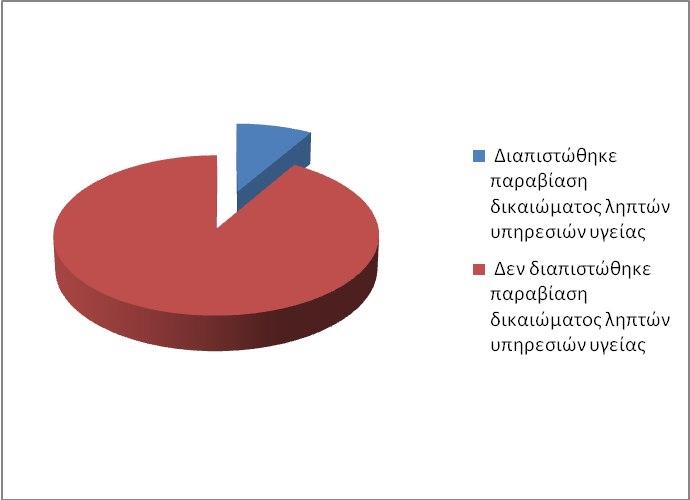 Διαπιστώθηκε
παραβίαση
δικαιώματος ληπτών
υπηρεσιών υγείας
Δεν διαπιστώθηκε
παραβίαση
δικαιώματος ληπτών
υπηρεσιών υγείας